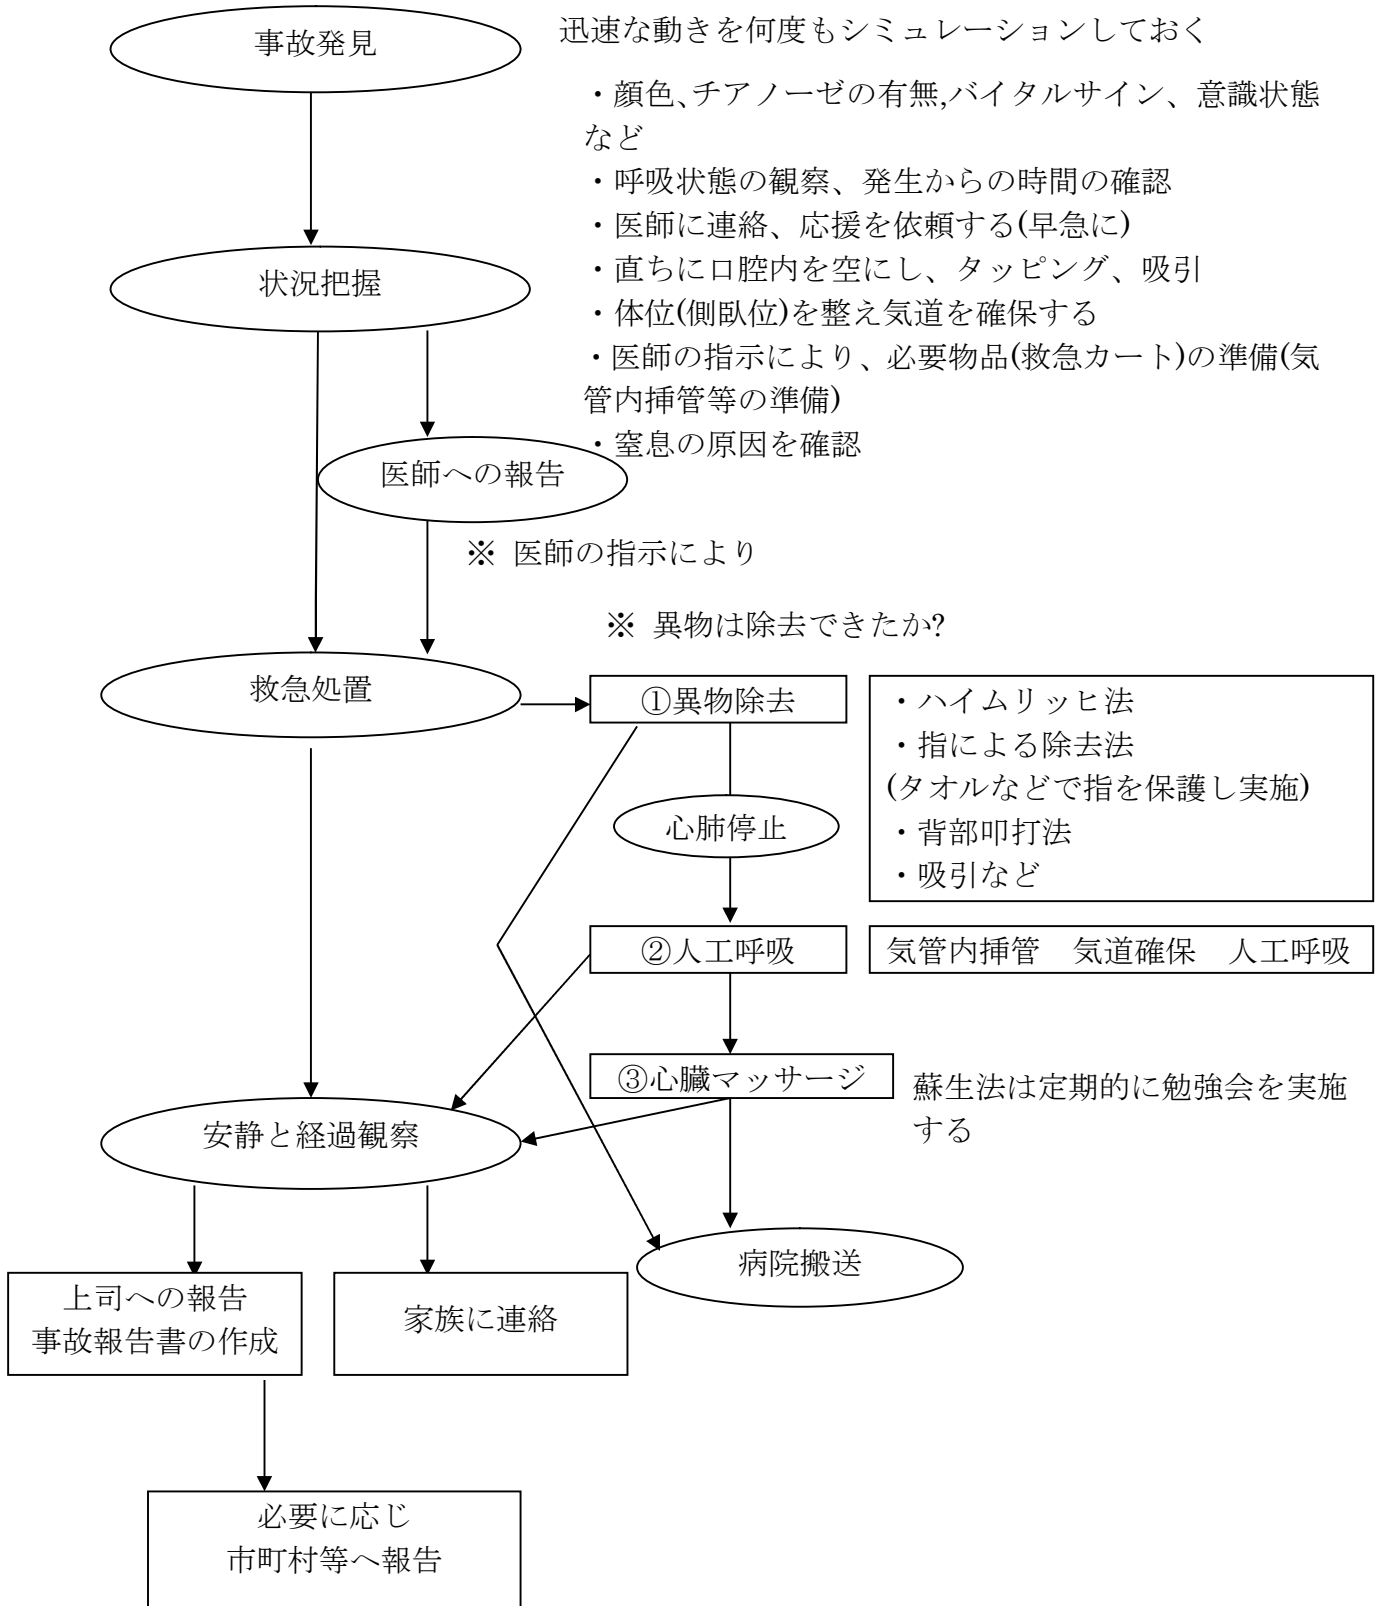 事故発見
迅速な動きを何度もシミュレーションしておく
・顔色、チアノーゼの有無,バイタルサイン、意識状態
など
・呼吸状態の観察、発生からの時間の確認
・医師に連絡、応援を依頼する(早急に)
・直ちに口腔内を空にし、タッピング、吸引
・体位(側臥位)を整え気道を確保する
・医師の指示により、必要物品(救急カート)の準備(気
管内挿管等の準備)
・窒息の原因を確認
状況把握
医師への報告
※ 医師の指示により
※ 異物は除去できたか?
救急処置
①異物除去
・ハイムリッヒ法
・指による除去法
(タオルなどで指を保護し実施)
・背部叩打法
・吸引など
心肺停止
②人工呼吸
気管内挿管 気道確保 人工呼吸
③心臓マッサージ
蘇生法は定期的に勉強会を実施
する
安静と経過観察
病院搬送
上司への報告
事故報告書の作成
家族に連絡
必要に応じ
市町村等へ報告